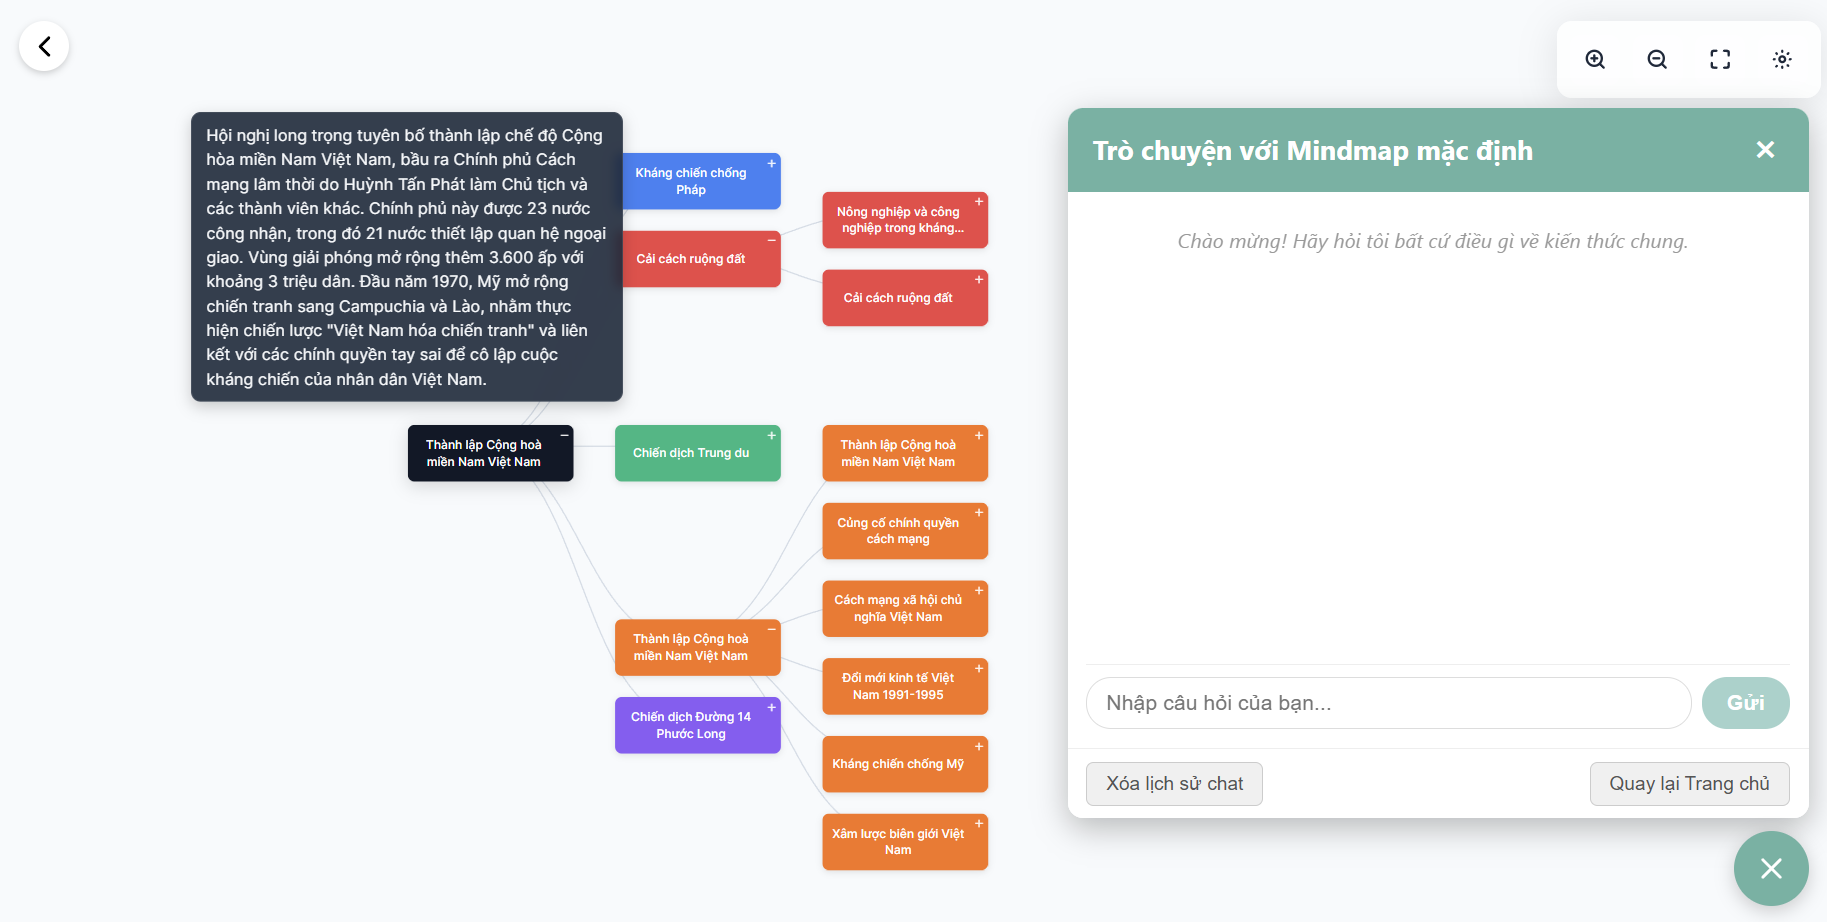 Hội nghị long trọng tuyên bố thành lập chế độ Cộng
hòa miền Nam Việt Nam, bầu ra Chính phủ Cách
mạng lâm thời do Huỳnh Tấn Phát làm Chủ tịch và
các thành viên khác. Chính phủ này được 23 nước
công nhận, trong đó 21 nước thiết lập quan hệ ngoại
giao. Vùng giải phóng mở rộng thêm 3.600 ấp với
khoảng 3 triệu dân. Đầu năm 1970, Mỹ mở rộng
chiến tranh sang Campuchia và Lào, nhằm thực
hiện chiến lược "Việt Nam hóa chiến tranh" và liên
kết với các chính quyền tay sai để cô lập cuộc
kháng chiến của nhân dân Việt Nam.
Kháng chiến chống
Pháp
Cải cách ruộng đất
Nông nghiệp và công
nghiệp trong kháng...
Cải cách ruộng đất
Thành lập Cộng hoà
miền Nam Việt Nam
Chiến dịch Trung du
Thành lập Cộng hoà
miền Nam Việt Nam
Củng cố chính quyền
cách mạng
Cách mạng xã hội chủ
nghĩa Việt Nam
Thành lập Cộng hoà
miền Nam Việt Nam
Đổi mới kinh tế Việt
Nam 1991-1995
Chiến dịch Đường 14
Phước Long
Kháng chiến chống Mỹ
Xâm lược biên giới Việt
Nam
Trò chuyện với Mindmap mặc định
Chào mừng! Hãy hỏi tôi bất cứ điều gì về kiến thức chung.
Nhập câu hỏi của bạn...
Gửi
Xóa lịch sử chat
Quay lại Trang chủ